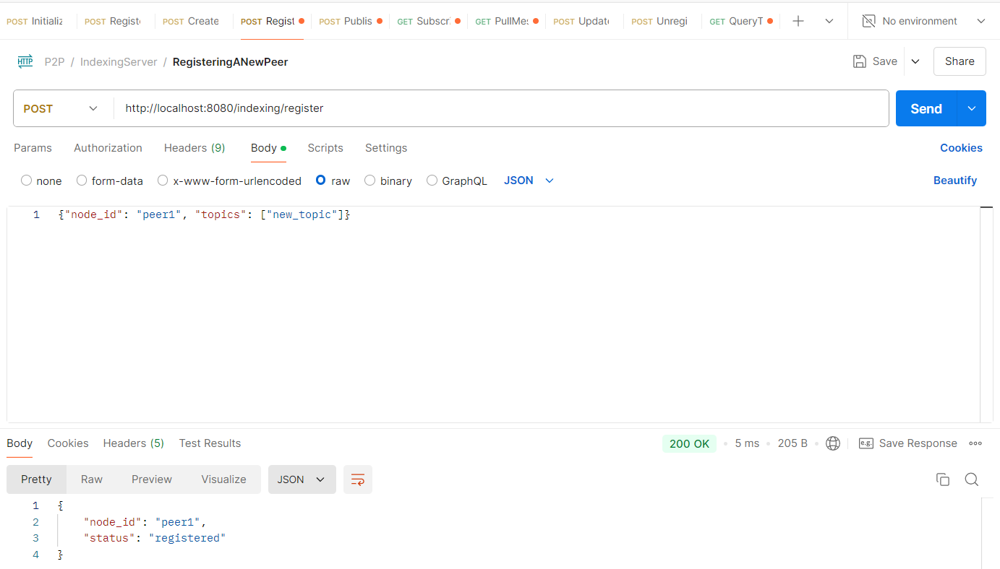 POST Initializ POST Registe POST Create POST Regist POST Publis GET Subscri GET PullMes POST Update POST Unregi GET QueryT No environment
HTTP P2P / IndexingServer / RegisteringANewPeer Save Share
POST http://localhost:8080/indexing/register Send
Params Authorization Headers (9) Body Scripts Settings Cookies
none form-data x-www-form-urlencoded raw binary GraphQL JSON Beautify
1 {"node_id": "peer1", "topics": ["new_topic"]}
Body Cookies Headers (5) Test Results 200 OK 5 ms 205 B e.g. Save Response
Pretty Raw Preview Visualize JSON
1 {
2 "node_id": "peer1",
3 "status": "registered"
4 }